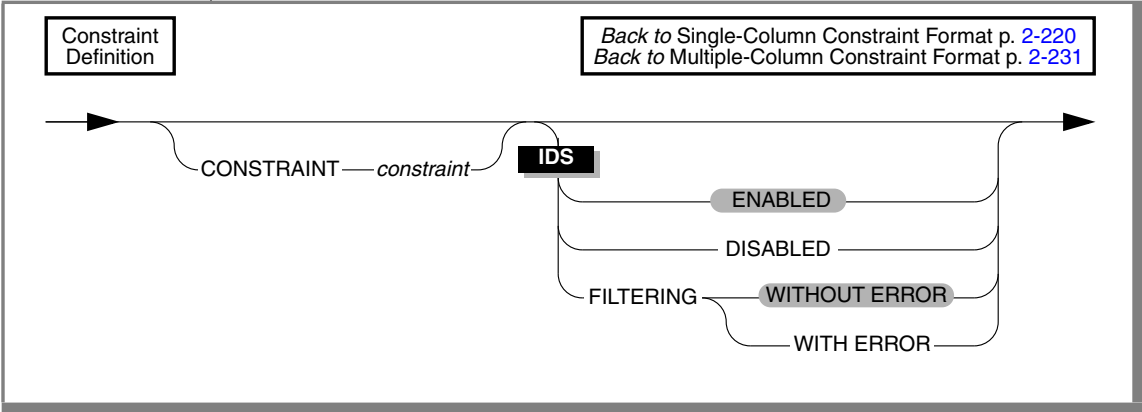 Constraint
Definition
Back to Single-Column Constraint Format p. 2-220
Back to Multiple-Column Constraint Format p. 2-231
CONSTRAINT constraint
IDS
ENABLED
DISABLED
FILTERING WITHOUT ERROR
WITH ERROR